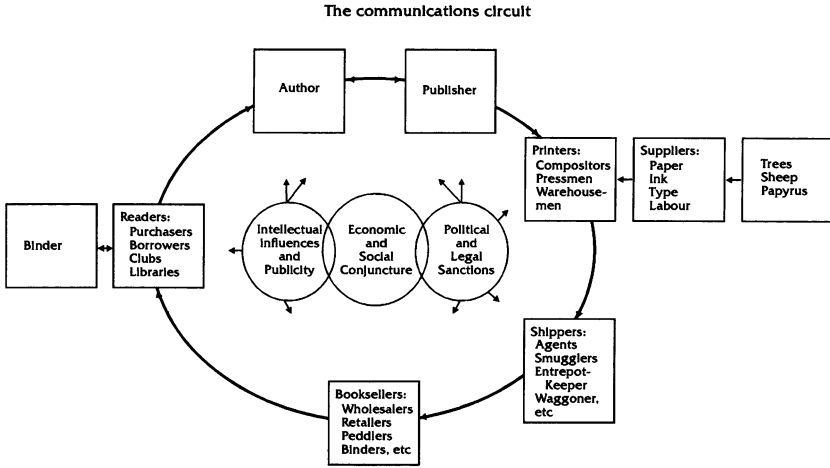 The communications circuit
Author
Publisher
Printers:
Compositors
Pressmen
Warehouse-
men
Suppliers:
Paper
Ink
Type
Labour
Trees
Sheep
Papyrus
Binder
Readers:
Purchasers
Borrowers
Clubs
Libraries
Intellectual
Influences
and
Publicity
Economic
and
Social
Conjuncture
Political
and
Legal
Sanctions
Shippers:
Agents
Smugglers
Entrepot-
Keeper
Waggoner,
etc
Booksellers:
Wholesalers
Retailers
Peddlers
Binders, etc